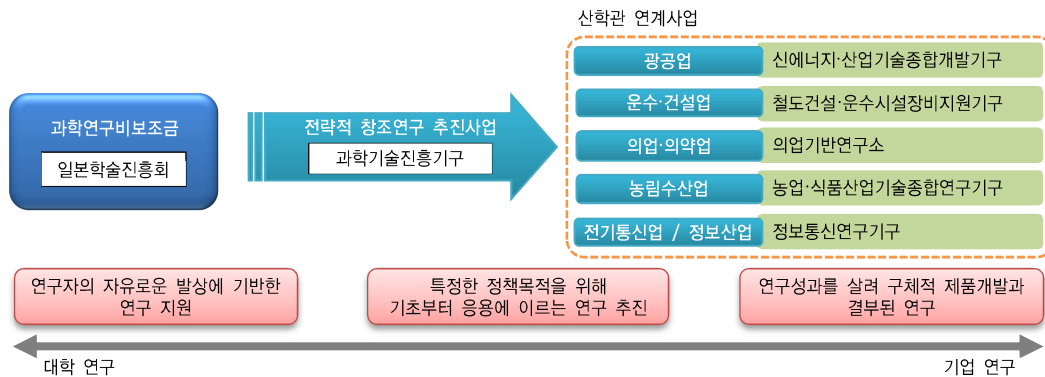 산학관 연계사업
광공업
신에너지·산업기술종합개발기구
운수·건설업
철도건설·운수시설장비지원기구
과학연구비보조금
일본학술진흥회
전략적 창조연구 추진사업
과학기술진흥기구
의업·의약업
의업기반연구소
농림수산업
농업·식품산업기술종합연구기구
전기통신업 / 정보산업
정보통신연구기구
연구자의 자유로운 발상에 기반한
연구 지원
특정한 정책목적을 위해
기초부터 응용에 이르는 연구 추진
연구성과를 살려 구체적 제품개발과
결부된 연구
대학 연구
기업 연구